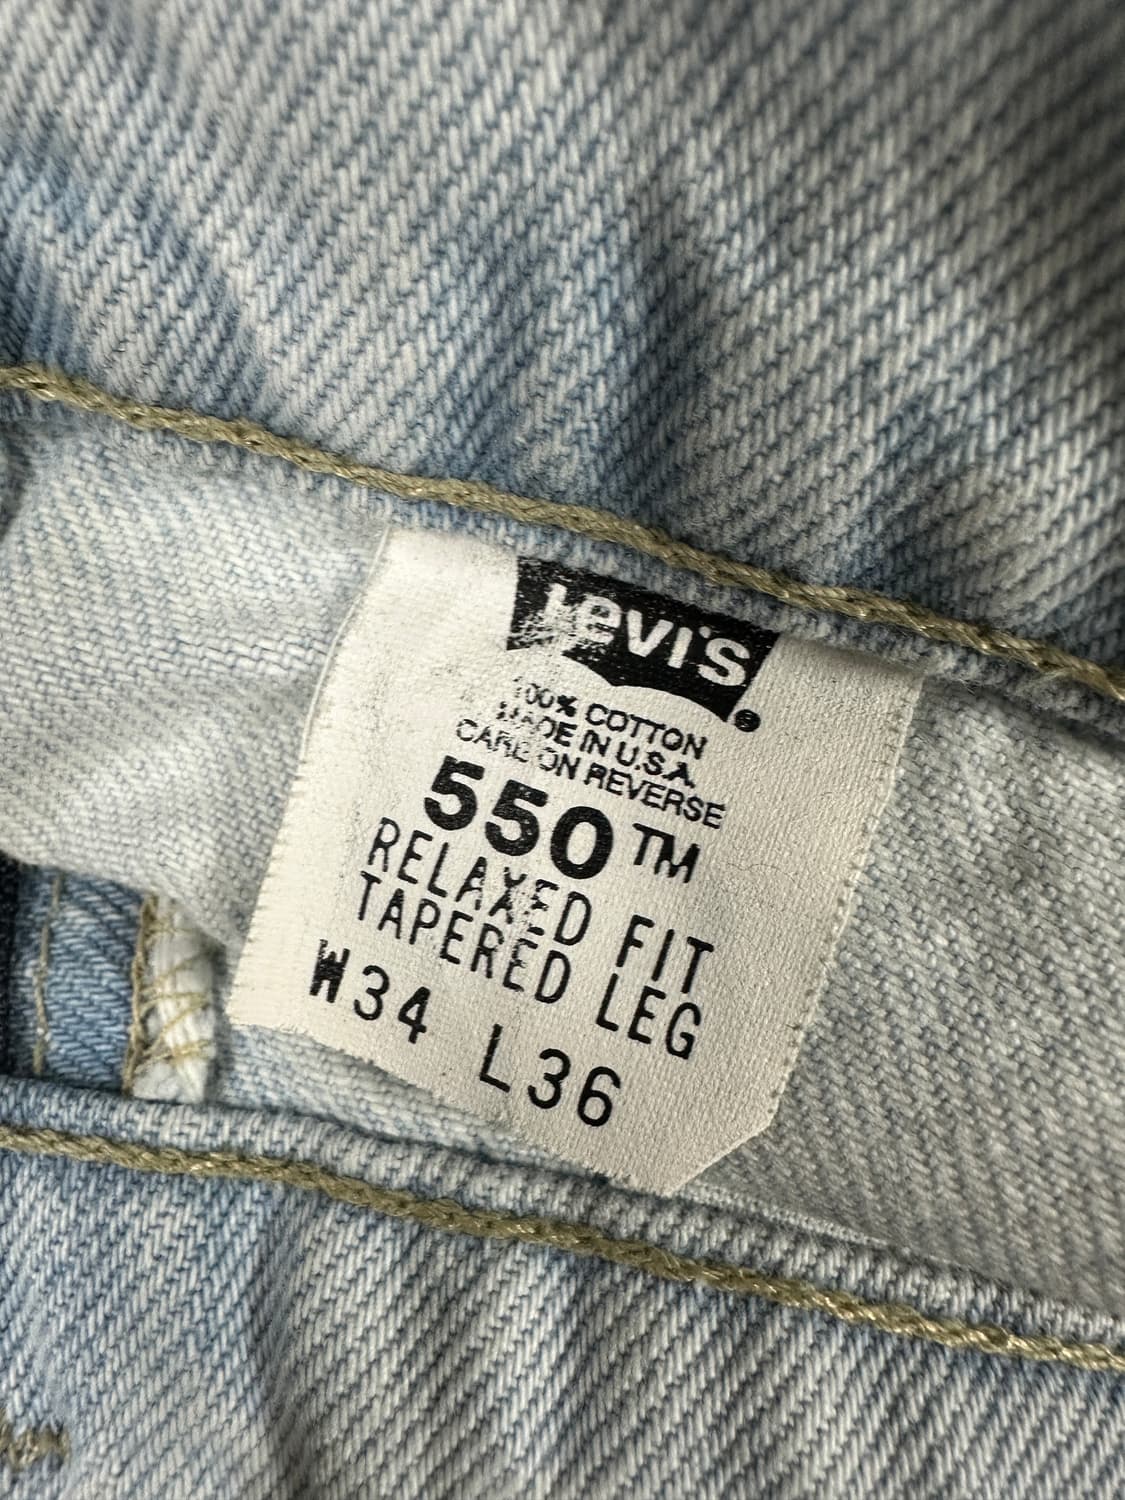 Levi's®
100% COTTON
MADE IN U.S.A.
CARE ON REVERSE
550™
RELAXED FIT
TAPERED LEG
W34 L36